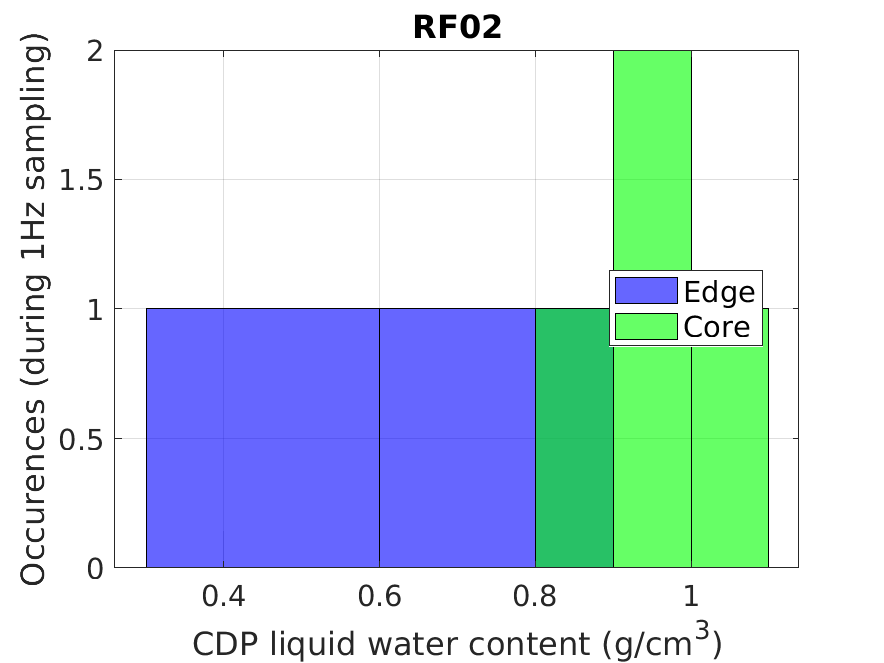 RF02
Occurences (during 1Hz sampling)
2
1.5
1
0.5
0
Edge
Core
0.4 0.6 0.8 1
CDP liquid water content (g/cm³)